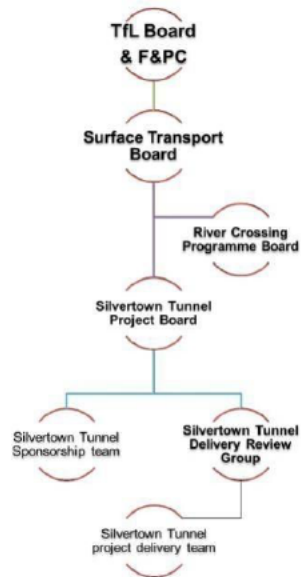 TfL Board
& F&PC
Surface Transport
Board
River Crossing
Programme Board
Silvertown Tunnel
Project Board
Silvertown Tunnel
Sponsorship team
Silvertown Tunnel
Delivery Review
Group
Silvertown Tunnel
project delivery team